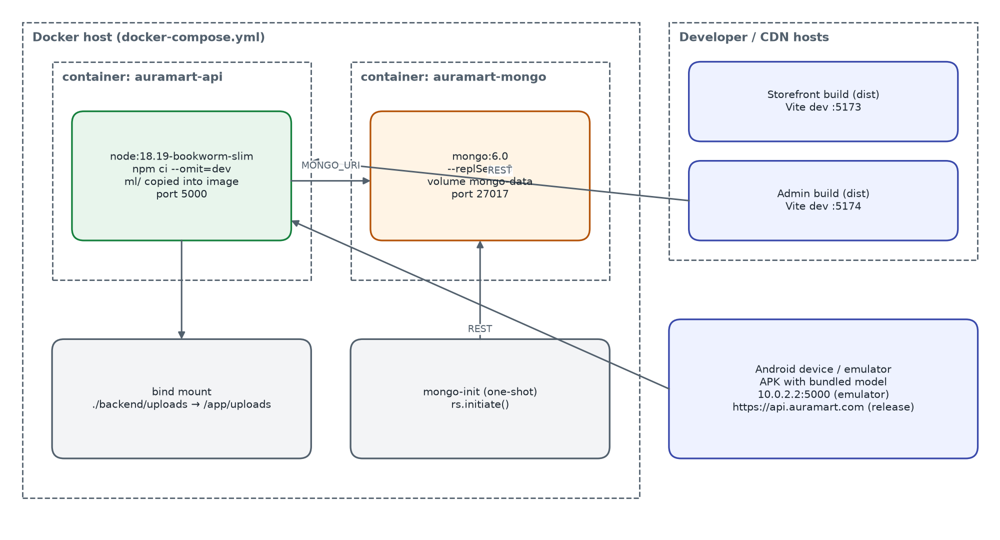 Docker host (docker-compose.yml)
container: auramart-api
node:18.19-bookworm-slim
npm ci --omit=dev
ml/ copied into image
port 5000
MONGO_URI
container: auramart-mongo
mongo:6.0
REST
volume mongo-data
port 27017
bind mount
./backend/uploads → /app/uploads
REST
mongo-init (one-shot)
rs.initiate()
Developer / CDN hosts
Storefront build (dist)
Vite dev :5173
Admin build (dist)
Vite dev :5174
Android device / emulator
APK with bundled model
10.0.2.2:5000 (emulator)
https://api.auramart.com (release)